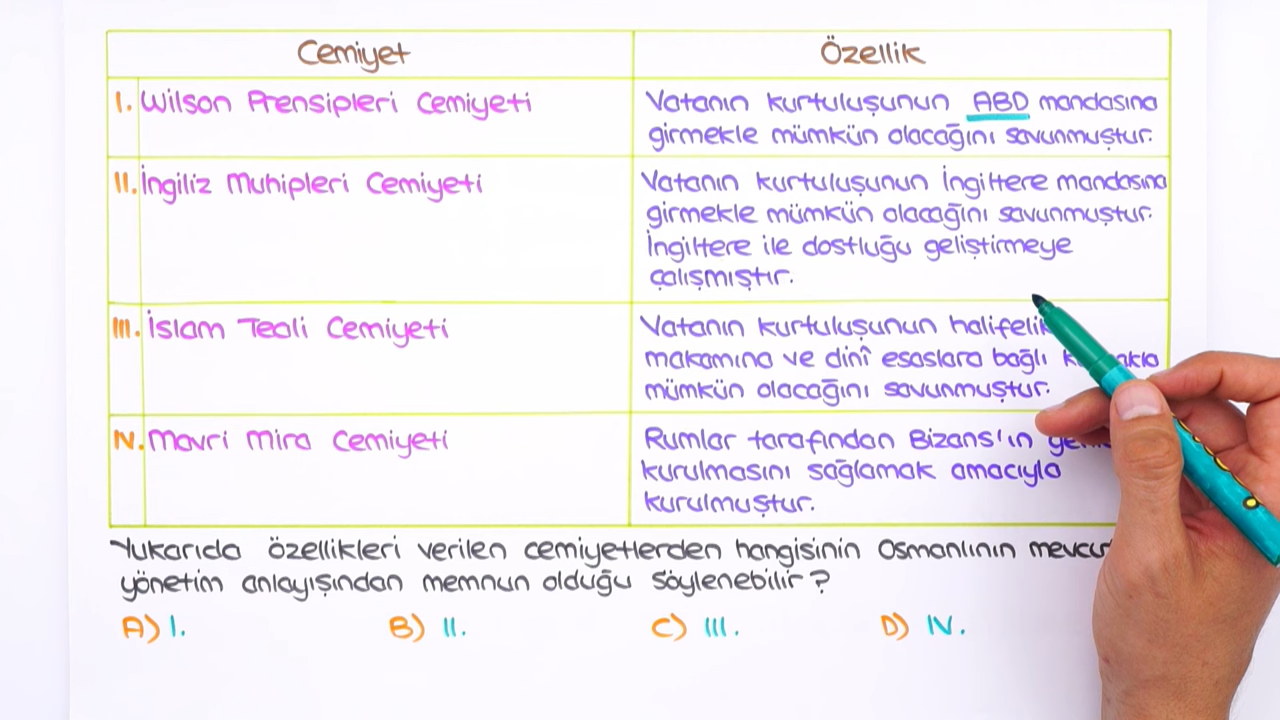 Cemiyet Özellik
I. Wilson Prensipleri Cemiyeti
Vatanın kurtuluşunun ABD mandasına
girmekle mümkün olacağını savunmuştur.
II. İngiliz Muhipleri Cemiyeti
Vatanın kurtuluşunun İngiltere mandasına
girmekle mümkün olacağını savunmuştur.
İngiltere ile dostluğu geliştirmeye
çalışmıştır.
III. İslam Teali Cemiyeti
Vatanın kurtuluşunun halifelik
makamına ve dinî esaslara bağlı
mümkün olacağını savunmuştur.
IV. Mavri Mira Cemiyeti
Rumlar tarafından Bizans'ın
kurulmasını sağlamak amacıyla
kurulmuştur.
Yukarıda özellikleri verilen cemiyetlerden hangisinin Osmanlının
yönetim anlayışından memnun olduğu söylenebilir?
A) I. B) II. C) III. D) IV.